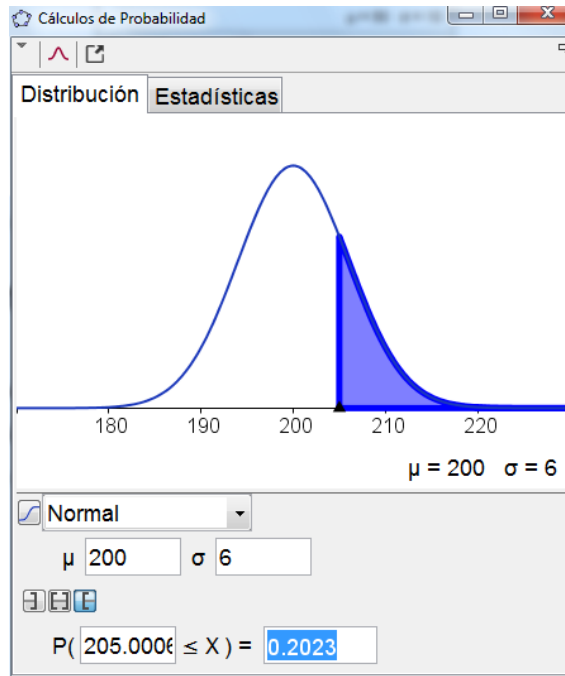 Cálculos de Probabilidad
Distribución Estadísticas
180 190 200 210 220
μ = 200 σ = 6
Normal
μ 200 σ 6
P( 205.0006 ≤ X ) = 0.2023